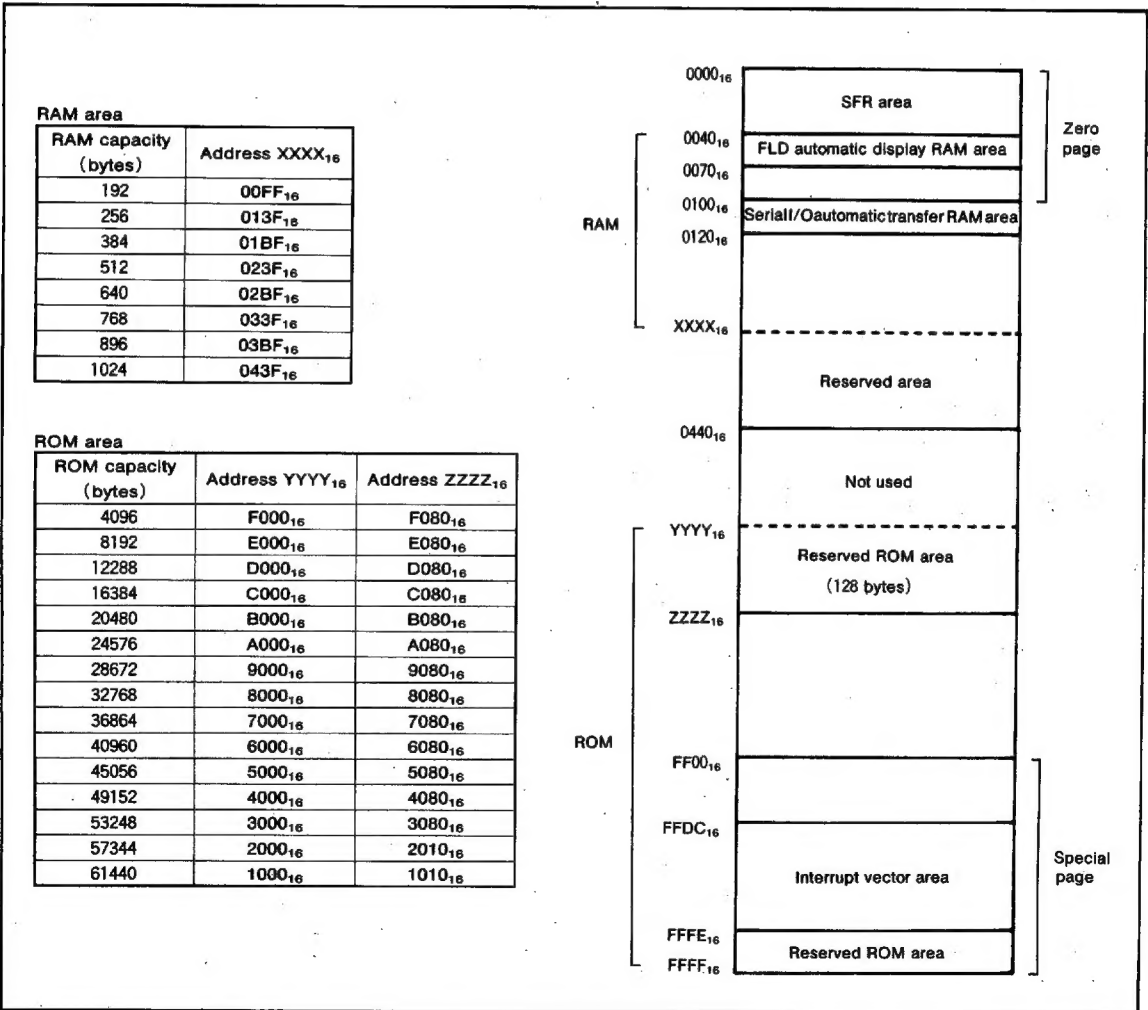 RAM area
RAM capacity (bytes) Address XXXX₁₆
192 00FF₁₆
256 013F₁₆
384 01BF₁₆
512 023F₁₆
640 02BF₁₆
768 033F₁₆
896 03BF₁₆
1024 043F₁₆
ROM area
ROM capacity (bytes) Address YYYY₁₆ Address ZZZZ₁₆
4096 F000₁₆ F080₁₆
8192 E000₁₆ E080₁₆
12288 D000₁₆ D080₁₆
16384 C000₁₆ C080₁₆
20480 B000₁₆ B080₁₆
24576 A000₁₆ A080₁₆
28672 9000₁₆ 9080₁₆
32768 8000₁₆ 8080₁₆
36864 7000₁₆ 7080₁₆
40960 6000₁₆ 6080₁₆
45056 5000₁₆ 5080₁₆
49152 4000₁₆ 4080₁₆
53248 3000₁₆ 3080₁₆
57344 2000₁₆ 2010₁₆
61440 1000₁₆ 1010₁₆
0000₁₆
SFR area
Zero page
0040₁₆
FLD automatic display RAM area
0070₁₆
0100₁₆
RAM
SerialI/OautomatictransferRAMarea
0120₁₆
XXXX₁₆
Reserved area
0440₁₆
Not used
YYYY₁₆
Reserved ROM area
(128 bytes)
ZZZZ₁₆
ROM
FF00₁₆
FFDC₁₆
Interrupt vector area
Special page
FFFE₁₆
Reserved ROM area
FFFF₁₆